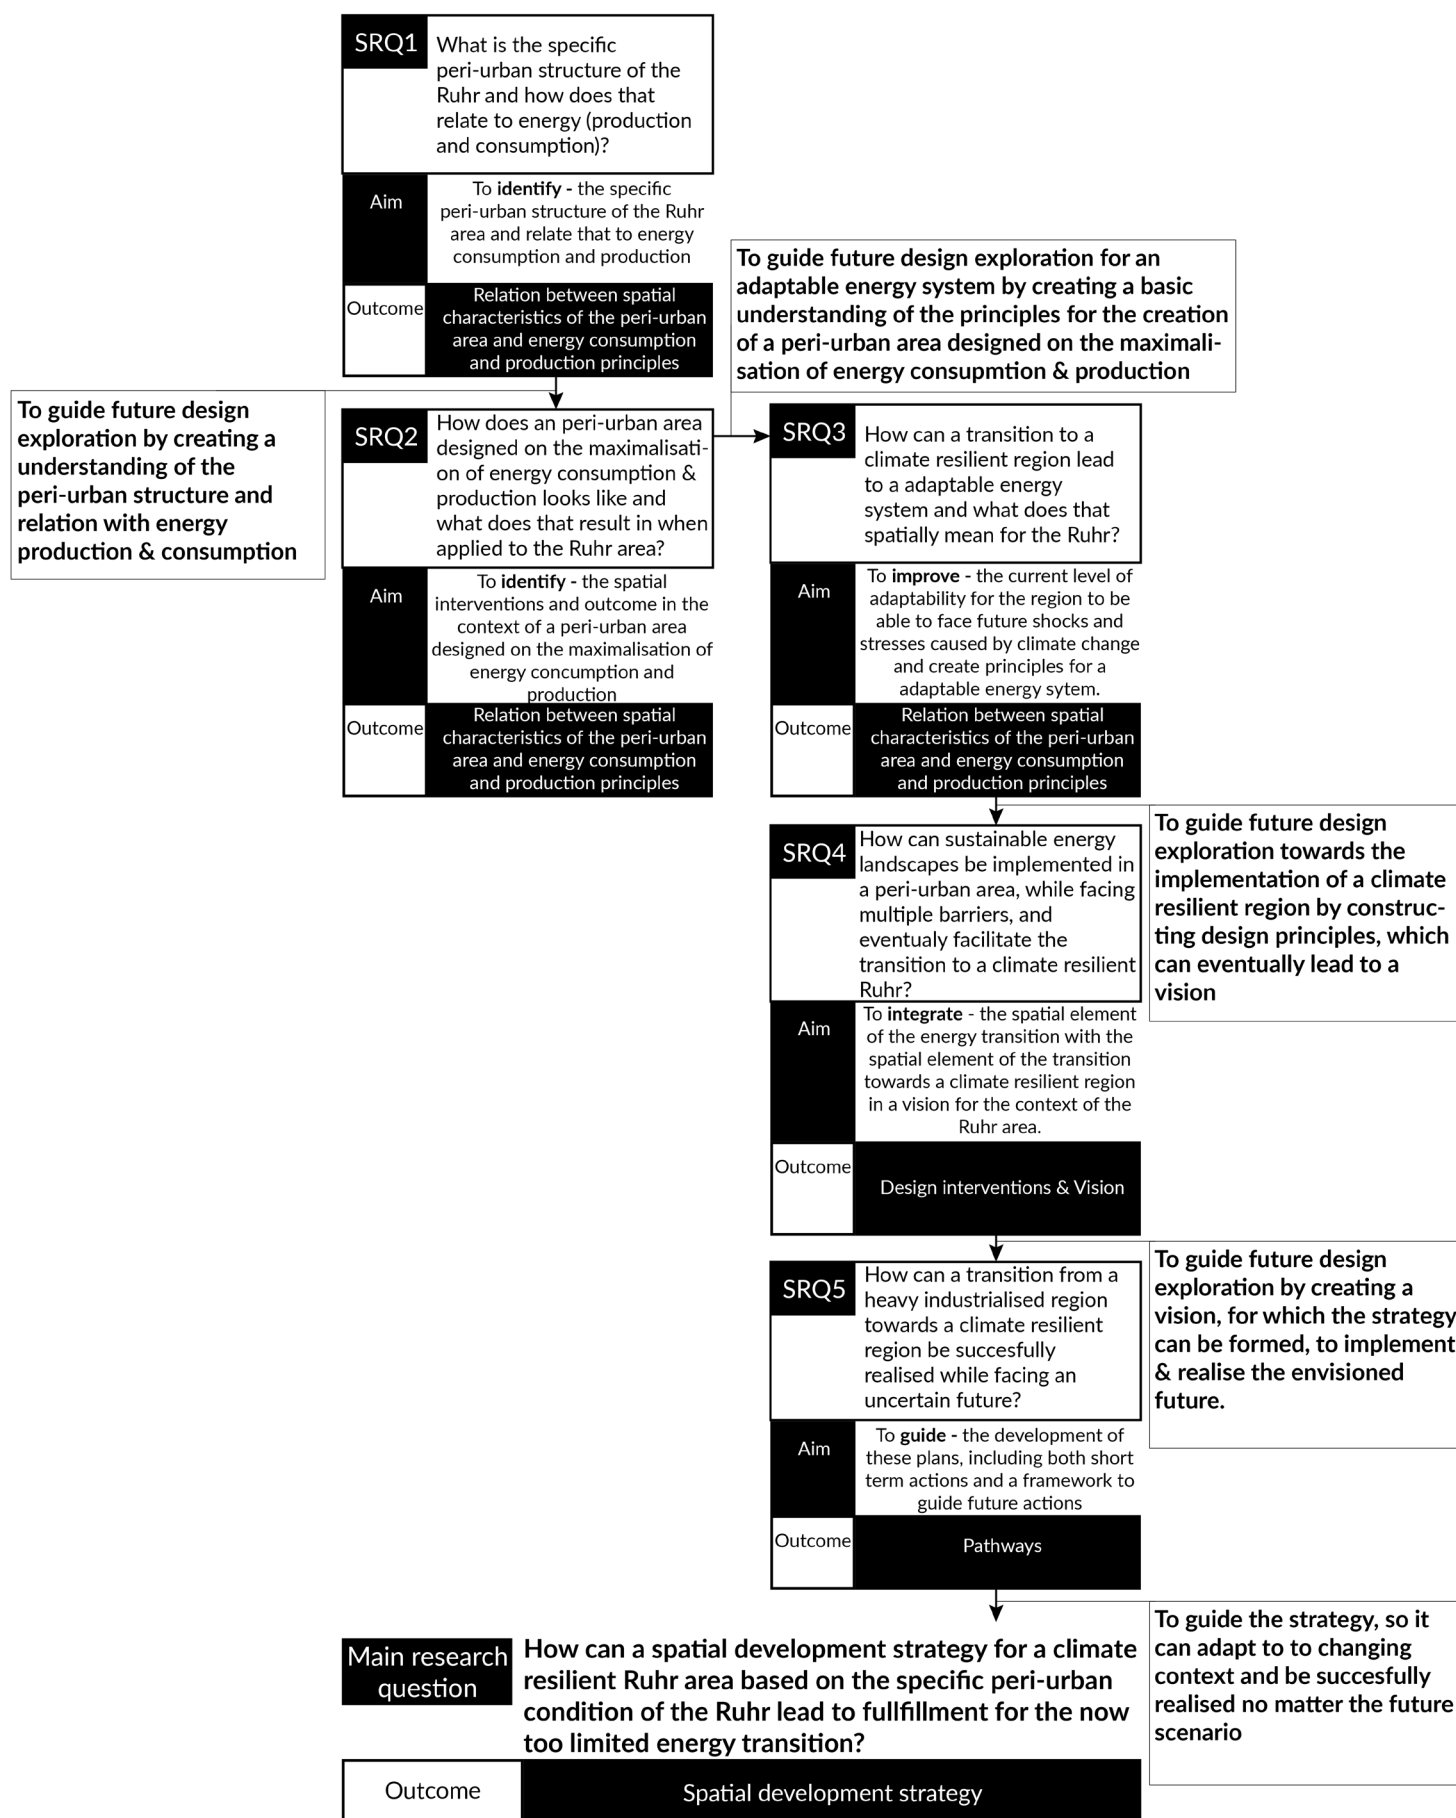 SRQ1
What is the specific
peri-urban structure of the
Ruhr and how does that
relate to energy (production
and consumption)?
Aim
To identify - the specific
peri-urban structure of the Ruhr
area and relate that to energy
consumption and production
Outcome
Relation between spatial
characteristics of the peri-urban
area and energy consumption
and production principles
To guide future design exploration for an
adaptable energy system by creating a basic
understanding of the principles for the creation
of a peri-urban area designed on the maximali-
sation of energy consupmtion & production
To guide future design
exploration by creating a
understanding of the
peri-urban structure and
relation with energy
production & consumption
SRQ2
How does an peri-urban area
designed on the maximalisati-
on of energy consumption &
production looks like and
what does that result in when
applied to the Ruhr area?
Aim
To identify - the spatial
interventions and outcome in the
context of a peri-urban area
designed on the maximalisation of
energy concumption and
production
Outcome
Relation between spatial
characteristics of the peri-urban
area and energy consumption
and production principles
SRQ3
How can a transition to a
climate resilient region lead
to a adaptable energy
system and what does that
spatially mean for the Ruhr?
Aim
To improve - the current level of
adaptability for the region to be
able to face future shocks and
stresses caused by climate change
and create principles for a
adaptable energy sytem.
Outcome
Relation between spatial
characteristics of the peri-urban
area and energy consumption
and production principles
To guide future design
exploration towards the
implementation of a climate
resilient region by construc-
ting design principles, which
can eventually lead to a
vision
SRQ4
How can sustainable energy
landscapes be implemented in
a peri-urban area, while facing
multiple barriers, and
eventualy facilitate the
transition to a climate resilient
Ruhr?
Aim
To integrate - the spatial element
of the energy transition with the
spatial element of the transition
towards a climate resilient region
in a vision for the context of the
Ruhr area.
Outcome
Design interventions & Vision
To guide future design
exploration by creating a
vision, for which the strategy
can be formed, to implement
& realise the envisioned
future.
SRQ5
How can a transition from a
heavy industrialised region
towards a climate resilient
region be succesfully
realised while facing an
uncertain future?
Aim
To guide - the development of
these plans, including both short
term actions and a framework to
guide future actions
Outcome
Pathways
To guide the strategy, so it
can adapt to to changing
context and be succesfully
realised no matter the future
scenario
Main research
question
How can a spatial development strategy for a climate
resilient Ruhr area based on the specific peri-urban
condition of the Ruhr lead to fullfillment for the now
too limited energy transition?
Outcome
Spatial development strategy